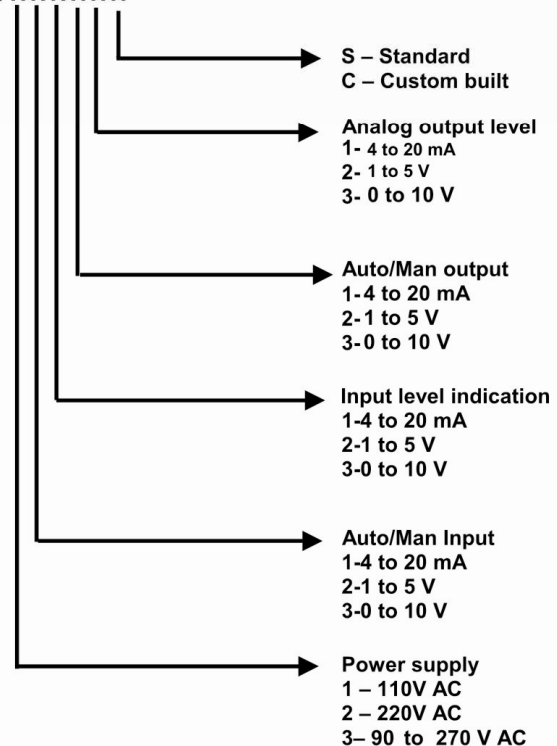 S – Standard
C – Custom built
Analog output level
1- 4 to 20 mA
2- 1 to 5 V
3- 0 to 10 V
Auto/Man output
1-4 to 20 mA
2-1 to 5 V
3-0 to 10 V
Input level indication
1-4 to 20 mA
2-1 to 5 V
3-0 to 10 V
Auto/Man Input
1-4 to 20 mA
2-1 to 5 V
3-0 to 10 V
Power supply
1 – 110V AC
2 – 220V AC
3– 90 to 270 V AC